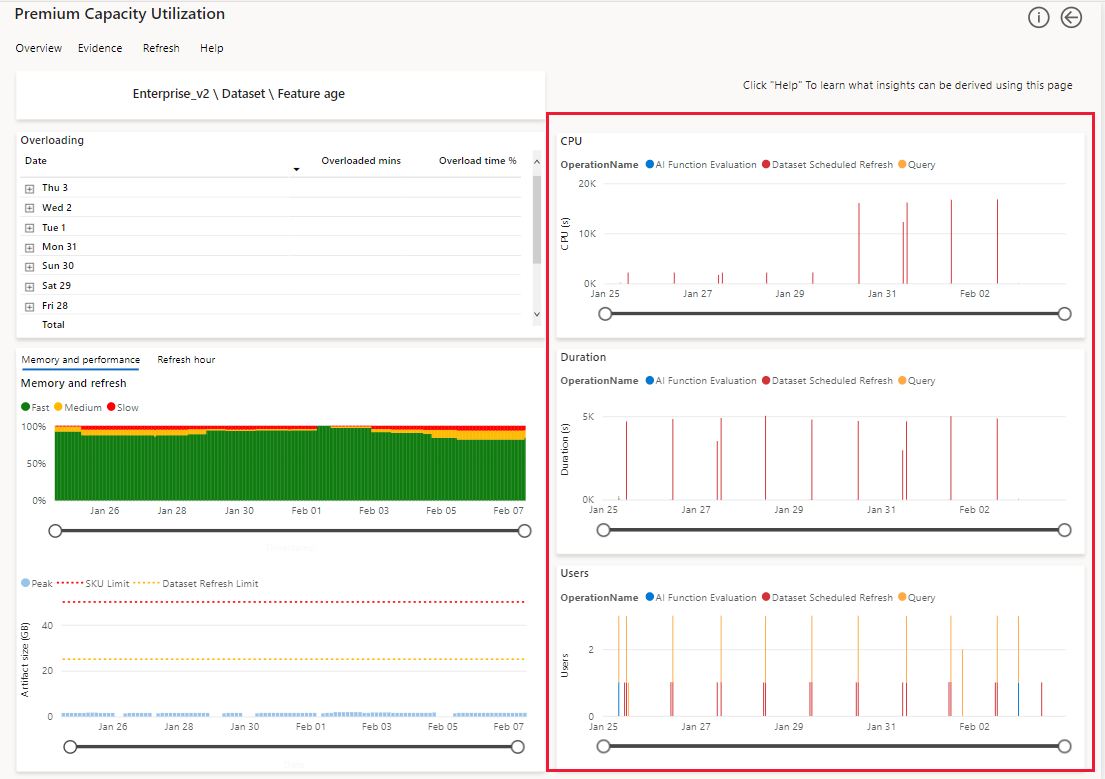 Premium Capacity Utilization
Overview Evidence Refresh Help
Enterprise_v2 \ Dataset \ Feature age
Click "Help" To learn what insights can be derived using this page
Overloading
Date Overloaded mins Overload time %
Thu 3
Wed 2
Tue 1
Mon 31
Sun 30
Sat 29
Fri 28
Total
Memory and performance Refresh hour
Memory and refresh
Fast Medium Slow
100%
50%
0%
Jan 26 Jan 28 Jan 30 Feb 01 Feb 03 Feb 05 Feb 07
Peak SKU Limit Dataset Refresh Limit
Artifact size (GB)
40
20
0
Jan 26 Jan 28 Jan 30 Feb 01 Feb 03 Feb 05 Feb 07
CPU
OperationName AI Function Evaluation Dataset Scheduled Refresh Query
CPU (s)
20K
10K
0K
Jan 25 Jan 27 Jan 29 Jan 31 Feb 02
Duration
OperationName AI Function Evaluation Dataset Scheduled Refresh Query
Duration (s)
5K
0K
Jan 25 Jan 27 Jan 29 Jan 31 Feb 02
Users
OperationName AI Function Evaluation Dataset Scheduled Refresh Query
Users
2
0
Jan 25 Jan 27 Jan 29 Jan 31 Feb 02